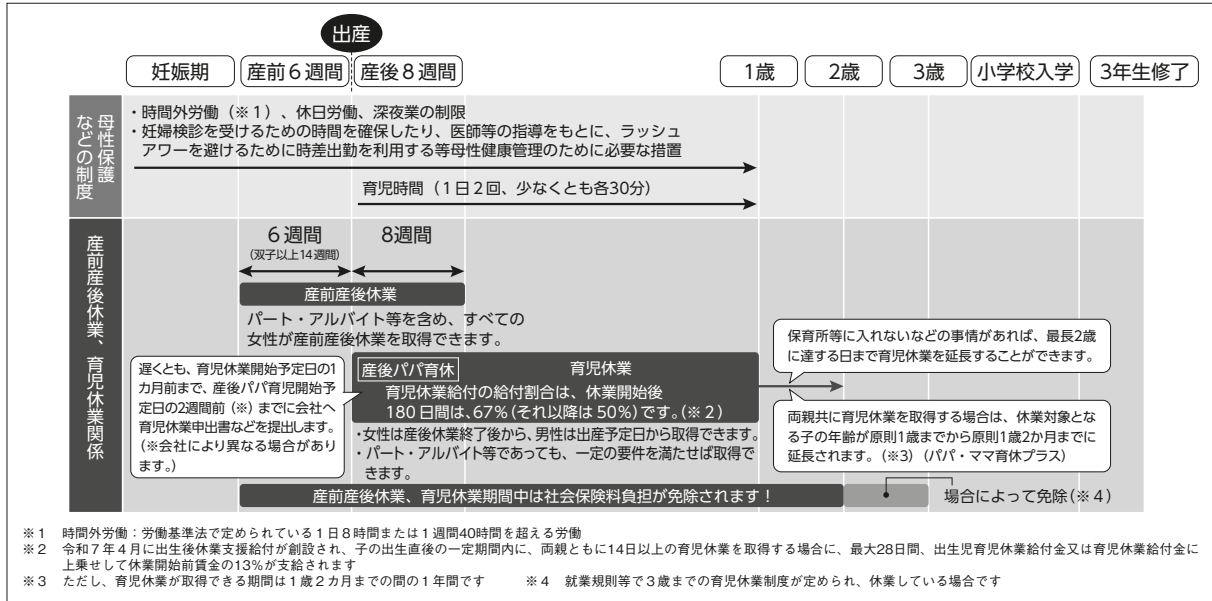 出産
妊娠期
産前6週間
産後8週間
1歳
2歳
3歳
小学校入学
3年生修了
母性保護
などの制度
・時間外労働（※1）、休日労働、深夜業の制限
・妊婦検診を受けるための時間を確保したり、医師等の指導をもとに、ラッシュ
アワーを避けるために時差出勤を利用する等母性健康管理のために必要な措置
育児時間（1日2回、少なくとも各30分）
産前産後休業、育児休業関係
6週間
(双子以上14週間)
8週間
産前産後休業
パート・アルバイト等を含め、すべての
女性が産前産後休業を取得できます。
遅くとも、育児休業開始予定日の1
カ月前まで、産後パパ育児開始予
定日の2週間前（※）までに会社へ
育児休業申出書などを提出します。
（※会社により異なる場合があり
ます。）
産後パパ育休
育児休業
育児休業給付の給付割合は、休業開始後
180日間は、67%（それ以降は50%）です。（※2）
・女性は産後休業終了後から、男性は出産予定日から取得できます。
・パート・アルバイト等であっても、一定の要件を満たせば取得で
きます。
保育所等に入れないなどの事情があれば、最長2歳
に達する日まで育児休業を延長することができます。
両親共に育児休業を取得する場合は、休業対象とな
る子の年齢が原則1歳までから原則1歳2か月までに
延長されます。（※3）（パパ・ママ育休プラス）
産前産後休業、育児休業期間中は社会保険料負担が免除されます！
場合によって免除（※4）
※1　時間外労働：労働基準法で定められている1日8時間または1週間40時間を超える労働
※2　令和7年4月に出生後休業支援給付が創設され、子の出生直後の一定期間内に、両親ともに14日以上の育児休業を取得する場合に、最大28日間、出生児育児休業給付金又は育児休業給付金に
上乗せして休業開始前賃金の13%が支給されます
※3　ただし、育児休業が取得できる期間は1歳2カ月までの間の1年間です　※4　就業規則等で3歳までの育児休業制度が定められ、休業している場合です